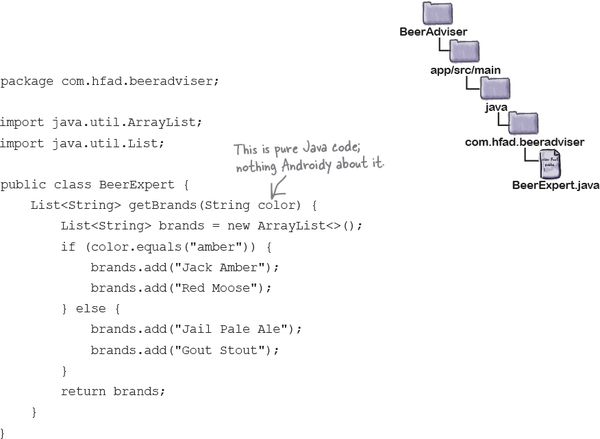 package com.hfad.beeradviser;
import java.util.ArrayList;
import java.util.List;
public class BeerExpert {
List<String> getBrands(String color) {
List<String> brands = new ArrayList<>();
if (color.equals("amber")) {
brands.add("Jack Amber");
brands.add("Red Moose");
} else {
brands.add("Jail Pale Ale");
brands.add("Gout Stout");
}
return brands;
}
}
This is pure Java code;
nothing Androidy about it.
BeerAdviser
app/src/main
java
com.hfad.beeradviser
BeerExpert.java